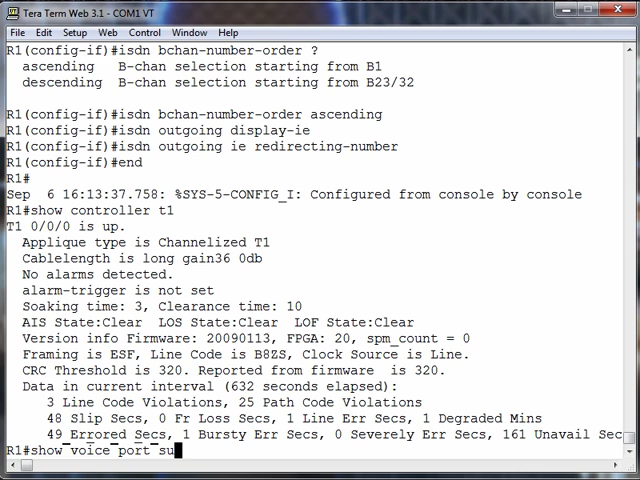 Tera Term Web 3.1 - COM1 VT
File Edit Setup Web Control Window Help
R1(config-if)#isdn bchan-number-order ?
ascending B-chan selection starting from B1
descending B-chan selection starting from B23/32
R1(config-if)#isdn bchan-number-order ascending
R1(config-if)#isdn outgoing display-ie
R1(config-if)#isdn outgoing ie redirecting-number
R1(config-if)#end
R1#
Sep 6 16:13:37.758: %SYS-5-CONFIG_I: Configured from console by console
R1#show controller t1
T1 0/0/0 is up.
Applique type is Channelized T1
Cablelength is long gain36 0db
No alarms detected.
alarm-trigger is not set
Soaking time: 3, Clearance time: 10
AIS State:Clear LOS State:Clear LOF State:Clear
Version info Firmware: 20090113, FPGA: 20, spm_count = 0
Framing is ESF, Line Code is B8ZS, Clock Source is Line.
CRC Threshold is 320. Reported from firmware is 320.
Data in current interval (632 seconds elapsed):
3 Line Code Violations, 25 Path Code Violations
48 Slip Secs, 0 Fr Loss Secs, 1 Line Err Secs, 1 Degraded Mins
49 Errored Secs, 1 Bursty Err Secs, 0 Severely Err Secs, 161 Unavail Sec
R1#show voice port su